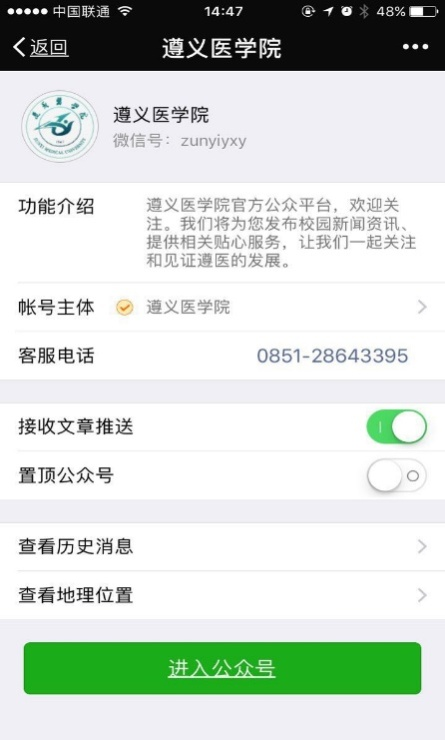 中国联通
14:47
48%
返回
遵义医学院
遵义医学院
微信号：zunyiyxy
功能介绍
遵义医学院官方公众平台，欢迎关
注。我们将为您发布校园新闻资讯、
提供相关贴心服务，让我们一起关注
和见证遵医的发展。
帐号主体
遵义医学院
客服电话
0851-28643395
接收文章推送
置顶公众号
查看历史消息
查看地理位置
进入公众号